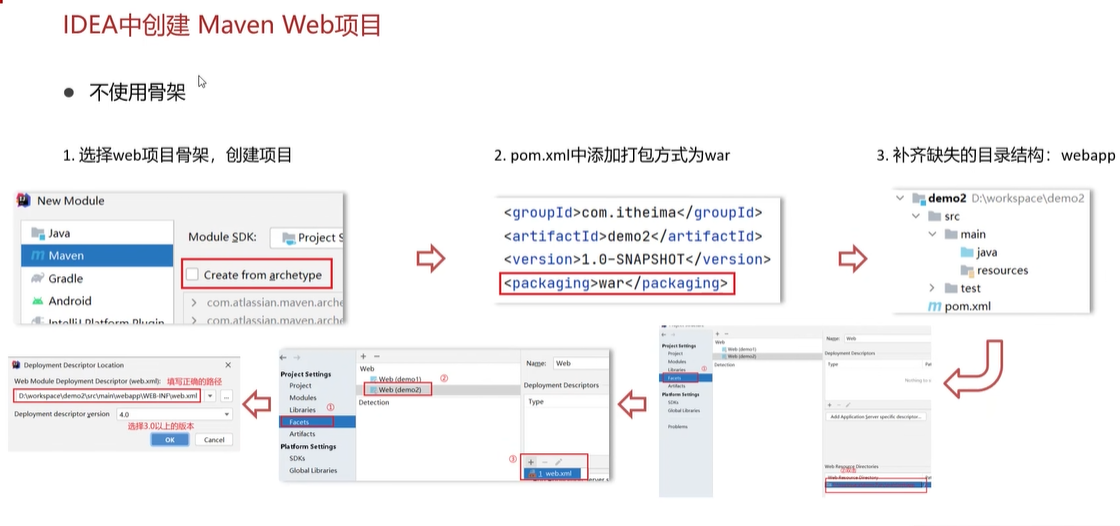 IDEA中创建 Maven Web项目
不使用骨架
1. 选择web项目骨架，创建项目
2. pom.xml中添加打包方式为war
3. 补齐缺失的目录结构：webapp
New Module
Java
Maven
Gradle
Android
IntelliJ Platform Plugin
Module SDK:
Project S
Create from archetype
com.atlassian.maven.arche
com.atlassian.maven.arche
<groupId>com.itheima</groupId>
<artifactId>demo2</artifactId>
<version>1.0-SNAPSHOT</version>
<packaging>war</packaging>
demo2 D:\workspace\demo2
src
main
java
resources
test
pom.xml
Deployment Descriptor Location
Web Module Deployment Descriptor (web.xml): 填写正确的路径
D:\workspace\demo2\src\main\webapp\WEB-INF\web.xml
...
Deployment descriptor version 4.0
选择3.0以上的版本
OK Cancel
Project Settings
Project
Modules
Libraries ①
Facets
Artifacts
Platform Settings
SDKs
Global Libraries
Web
Web (demo1) ②
Web (demo2)
Detection
Name: Web
Deployment Descriptors
Type
③
1 web.xml
Project Settings
Project
Modules
Libraries ①
Facets
Artifacts
Platform Settings
SDKs
Global Libraries
Problems
Web
Web (demo1)
Web (demo2)
Detection
Name: Web
Deployment Descriptors
Type
Nothing to s
Add Application Server specific descriptor...
Web Resource Directories
Web Resource Directory